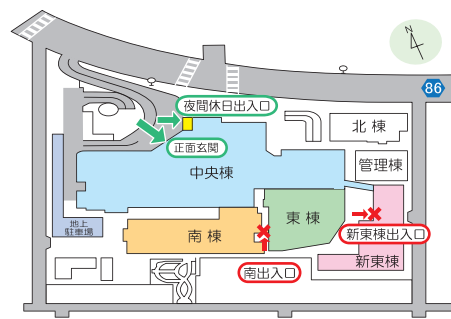 N
86
夜間休日出入口
正面玄関
北棟
管理棟
中央棟
地上
駐車場
南棟
東棟
新東棟出入口
新東棟
南出入口